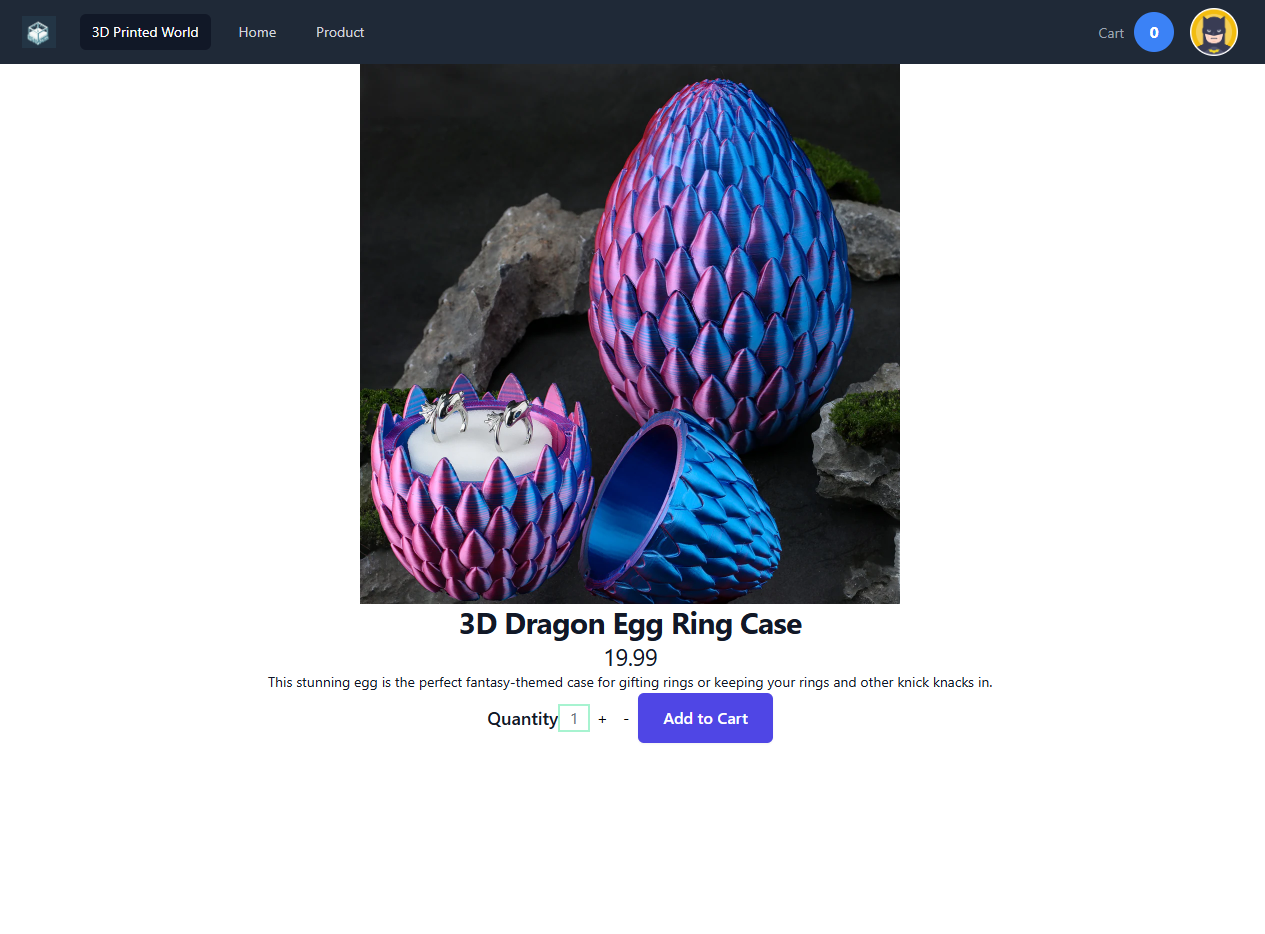 3D Printed World Home Product Cart 0
3D Dragon Egg Ring Case
19.99
This stunning egg is the perfect fantasy-themed case for gifting rings or keeping your rings and other knick knacks in.
Quantity 1 + - Add to Cart